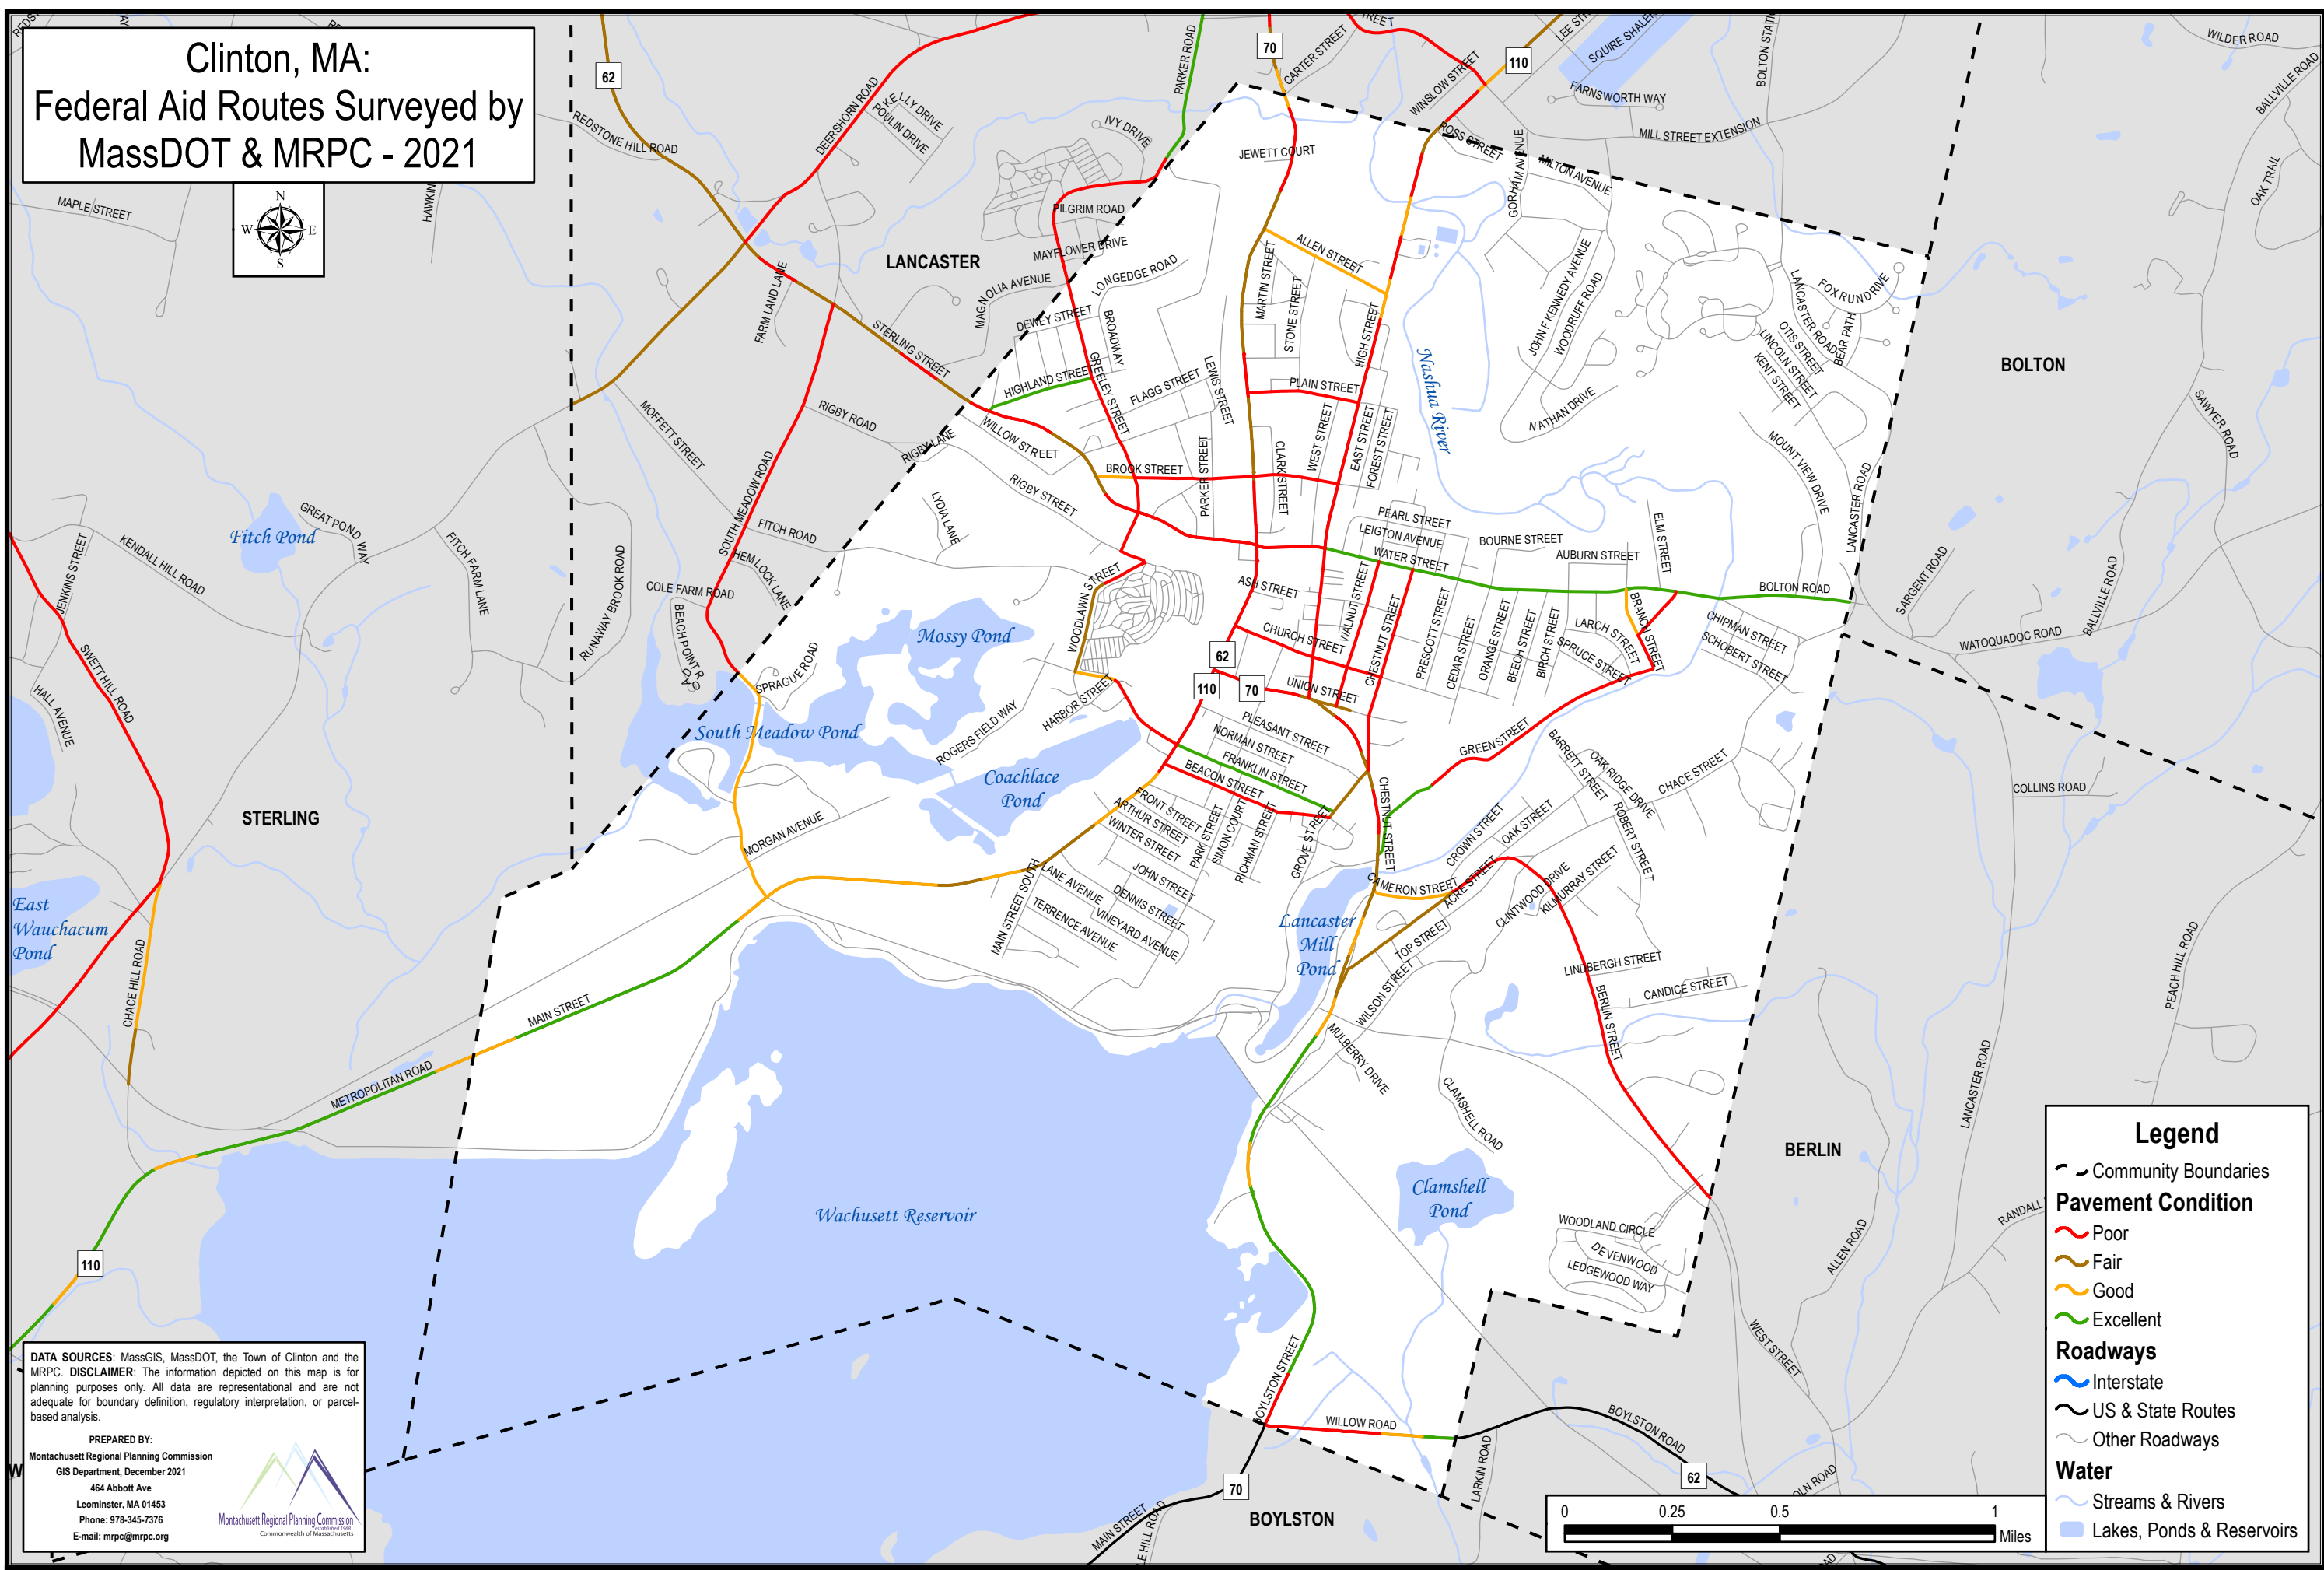 Clinton, MA:
Federal Aid Routes Surveyed by
MassDOT & MRPC - 2021
N
W E
S
62
70
110
LEE
SQUIRE SHALER
BOLTON
WILDER ROAD
BALLVILLE ROAD
OAK TRAIL
PARKER ROAD
CARTER STREET
WINSLOW STREET
FARNSWORTH WAY
MILL STREET EXTENSION
ROSS STREET
GORHAM AVENUE
MILTON AVENUE
MAPLE STREET
REDSTONE HILL ROAD
DEERSHORN ROAD
POULIN DRIVE
IVY DRIVE
JEWETT COURT
PILGRIM ROAD
MAYFLOWER DRIVE
LONGEDGE ROAD
MAGNOLIA AVENUE
DEWEY STREET
BROADWAY
LANCASTER
FARM LAND LANE
STERLING STREET
HIGHLAND STREET
GREELEY STREET
FLAGG STREET
LEWIS STREET
MARTIN STREET
STONE STREET
ALLEN STREET
HIGH STREET
PLAIN STREET
JOHN F KENNEDY AVENUE
WOODRUFF ROAD
NATHAN DRIVE
Nashua River
LANCASTER ROAD
FOX RUN DRIVE
BEAR PATH
OTIS STREET
LINCOLN STREET
KENT STREET
MOUNT VIEW DRIVE
LANCASTER ROAD
BOLTON
SAWYER ROAD
MOFFETT STREET
RIGBY ROAD
RIGBY LANE
WILLOW STREET
RIGBY STREET
LYDIA LANE
BROOK STREET
PARKER STREET
CLARK STREET
WEST STREET
EAST STREET
FOREST STREET
PEARL STREET
LEIGTON AVENUE
WATER STREET
BOURNE STREET
AUBURN STREET
ELM STREET
BOLTON ROAD
SARGENT ROAD
BALLVILLE ROAD
WATOQUADOC ROAD
Fitch Pond
GREAT POND WAY
KENDALL HILL ROAD
JENKINS STREET
FITCH FARM LANE
RUNAWAY BROOK ROAD
SOUTH MEADOW ROAD
FITCH ROAD
HEMLOCK LANE
COLE FARM ROAD
BEACH POINT ROAD
SPRAGUE ROAD
Mossy Pond
WOODLAWN STREET
HARBOR STREET
ROGERS FIELD WAY
ASH STREET
CHURCH STREET
WALNUT STREET
CHESTNUT STREET
UNION STREET
PRESCOTT STREET
CEDAR STREET
ORANGE STREET
BEECH STREET
BIRCH STREET
LARCH STREET
SPRUCE STREET
BRANCH STREET
CHIPMAN STREET
SCHOBERT STREET
62
110
70
SWETT HILL ROAD
HALL AVENUE
South Meadow Pond
Coachlace
Pond
PLEASANT STREET
NORMAN STREET
FRANKLIN STREET
BEACON STREET
FRONT STREET
ARTHUR STREET
WINTER STREET
PARK STREET
SIMON COURT
RICHMAN STREET
GROVE STREET
JOHN STREET
GREEN STREET
BARRETT STREET
OAK RIDGE DRIVE
CHACE STREET
ROBERT STREET
CHESTNUT STREET
CROWN STREET
OAK STREET
COLLINS ROAD
STERLING
MORGAN AVENUE
LANE AVENUE
DENNIS STREET
TERRENCE AVENUE
VINEYARD AVENUE
MAIN STREET SOUTH
CAMERON STREET
ACRE STREET
CLINTWOOD DRIVE
KILMURRAY STREET
TOP STREET
WILSON STREET
Lancaster
Mill
Pond
LINDBERGH STREET
CANDICE STREET
BERLIN STREET
East
Wauchacum
Pond
CHACE HILL ROAD
MAIN STREET
METROPOLITAN ROAD
MULBERRY DRIVE
CLAMSHELL ROAD
PEACH HILL ROAD
LANCASTER ROAD
BERLIN
Clamshell
Pond
Wachusett Reservoir
WOODLAND CIRCLE
DEVENWOOD
LEDGEWOOD WAY
ALLEN ROAD
RANDALL
WEST STREET
110
BOYLSTON STREET
WILLOW ROAD
BOYLSTON ROAD
LARKIN ROAD
62
70
MAIN STREET
BOYLSTON
Legend
Community Boundaries
Pavement Condition
Poor
Fair
Good
Excellent
Roadways
Interstate
US & State Routes
Other Roadways
Water
Streams & Rivers
Lakes, Ponds & Reservoirs
0 0.25 0.5 1
Miles
DATA SOURCES: MassGIS, MassDOT, the Town of Clinton and the
MRPC. DISCLAIMER: The information depicted on this map is for
planning purposes only. All data are representational and are not
adequate for boundary definition, regulatory interpretation, or parcel-
based analysis.
PREPARED BY:
Montachusett Regional Planning Commission
GIS Department, December 2021
464 Abbott Ave
Leominster, MA 01453
Phone: 978-345-7376
E-mail: mrpc@mrpc.org
Montachusett Regional Planning Commission
established 1968
Commonwealth of Massachusetts